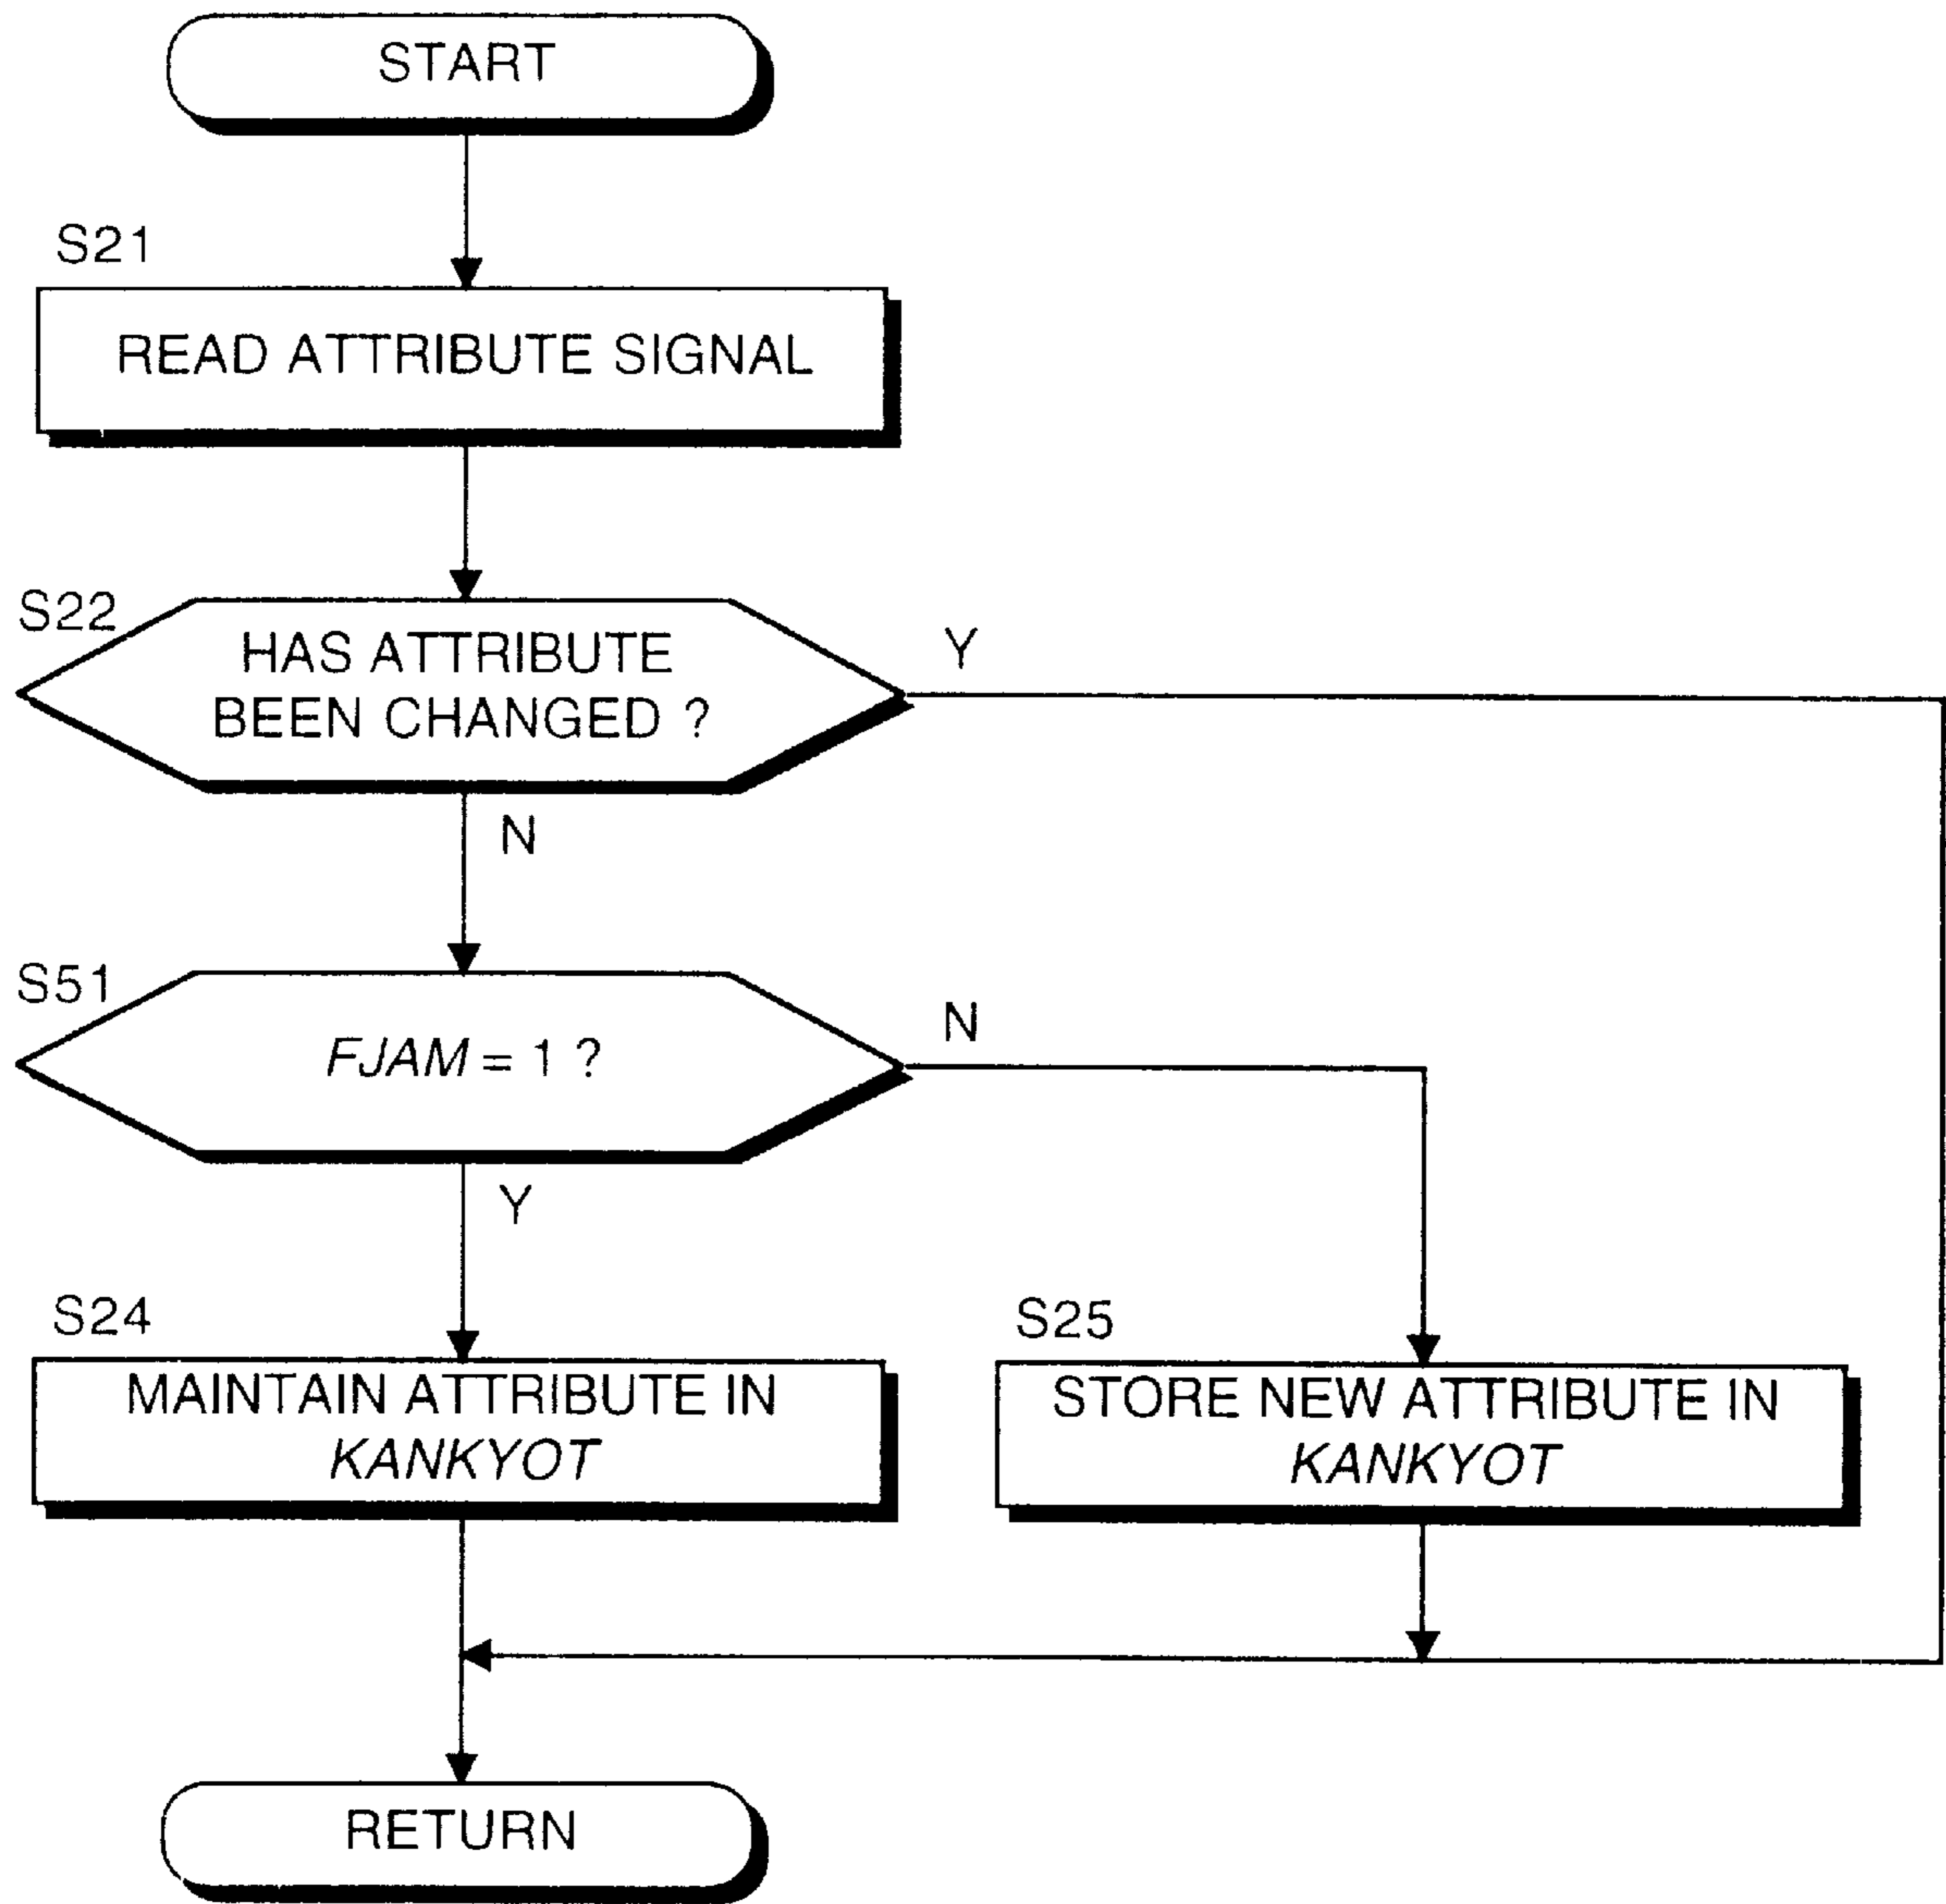 START
S21
READ ATTRIBUTE SIGNAL
S22
HAS ATTRIBUTE
BEEN CHANGED ?
Y
N
S51
FJAM = 1 ?
N
Y
S24
MAINTAIN ATTRIBUTE IN
KANKYOT
S25
STORE NEW ATTRIBUTE IN
KANKYOT
RETURN